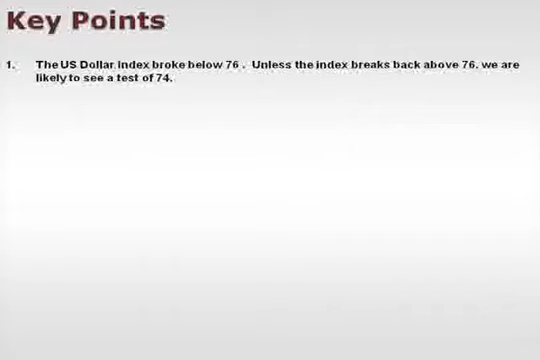 Key Points
1. The US Dollar Index broke below 76 . Unless the index breaks back above 76, we are
likely to see a test of 74.